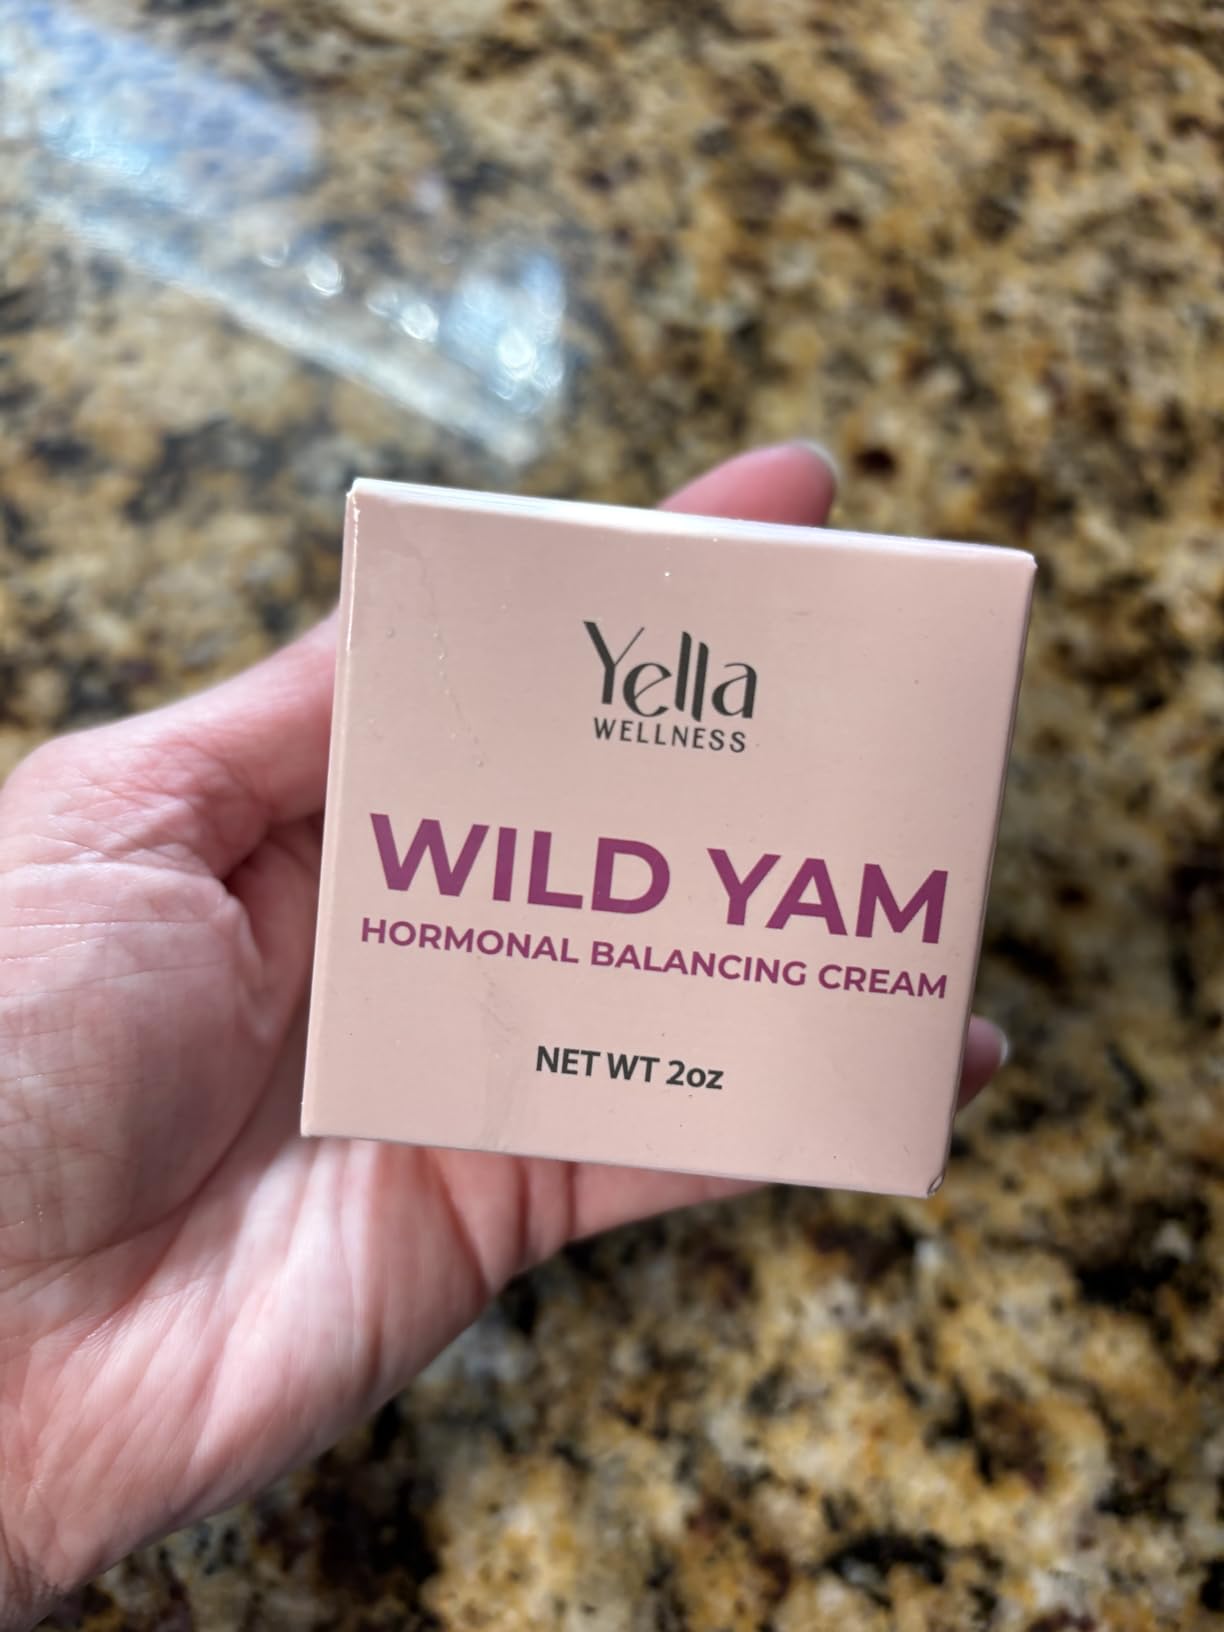 Yella
WELLNESS
WILD YAM
HORMONAL BALANCING CREAM
NET WT 2oz